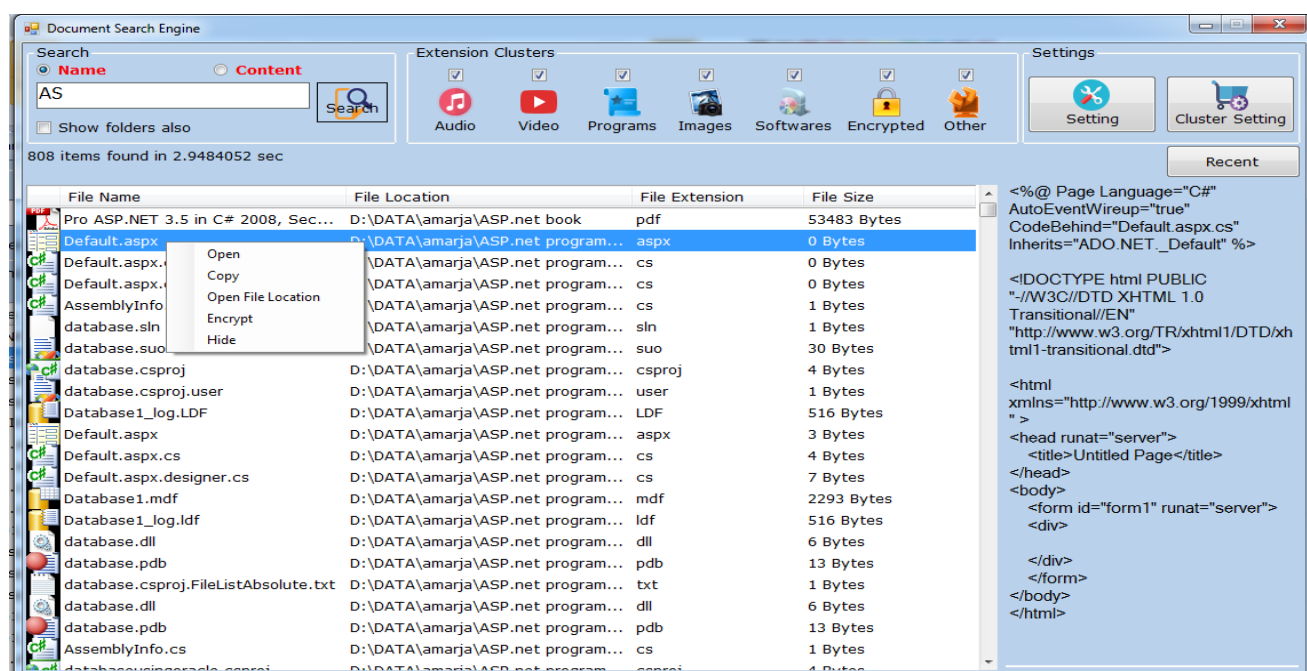 Document Search Engine
Search
Name Content
AS
Search
Show folders also
Extension Clusters
Audio Video Programs Images Softwares Encrypted Other
Settings
Setting Cluster Setting
808 items found in 2.9484052 sec
Recent
File Name File Location File Extension File Size
Pro ASP.NET 3.5 in C# 2008, Sec... D:\DATA\amarja\ASP.net book pdf 53483 Bytes
Default.aspx D:\DATA\amarja\ASP.net program... aspx 0 Bytes
Default.aspx. \DATA\amarja\ASP.net program... cs 0 Bytes
Default.aspx. \DATA\amarja\ASP.net program... cs 0 Bytes
AssemblyInfo \DATA\amarja\ASP.net program... cs 1 Bytes
database.sln \DATA\amarja\ASP.net program... sln 1 Bytes
database.suo \DATA\amarja\ASP.net program... suo 30 Bytes
database.csproj D:\DATA\amarja\ASP.net program... csproj 4 Bytes
database.csproj.user D:\DATA\amarja\ASP.net program... user 1 Bytes
Database1_log.LDF D:\DATA\amarja\ASP.net program... LDF 516 Bytes
Default.aspx D:\DATA\amarja\ASP.net program... aspx 3 Bytes
Default.aspx.cs D:\DATA\amarja\ASP.net program... cs 4 Bytes
Default.aspx.designer.cs D:\DATA\amarja\ASP.net program... cs 7 Bytes
Database1.mdf D:\DATA\amarja\ASP.net program... mdf 2293 Bytes
Database1_log.ldf D:\DATA\amarja\ASP.net program... ldf 516 Bytes
database.dll D:\DATA\amarja\ASP.net program... dll 6 Bytes
database.pdb D:\DATA\amarja\ASP.net program... pdb 13 Bytes
database.csproj.FileListAbsolute.txt D:\DATA\amarja\ASP.net program... txt 1 Bytes
database.dll D:\DATA\amarja\ASP.net program... dll 6 Bytes
database.pdb D:\DATA\amarja\ASP.net program... pdb 13 Bytes
AssemblyInfo.cs D:\DATA\amarja\ASP.net program... cs 1 Bytes
Open
Copy
Open File Location
Encrypt
Hide
<%@ Page Language="C#"
AutoEventWireup="true"
CodeBehind="Default.aspx.cs"
Inherits="ADO.NET._Default" %>
<!DOCTYPE html PUBLIC
"-//W3C//DTD XHTML 1.0
Transitional//EN"
"http://www.w3.org/TR/xhtml1/DTD/xh
tml1-transitional.dtd">
<html
xmlns="http://www.w3.org/1999/xhtml
" >
<head runat="server">
<title>Untitled Page</title>
</head>
<body>
<form id="form1" runat="server">
<div>
</div>
</form>
</body>
</html>